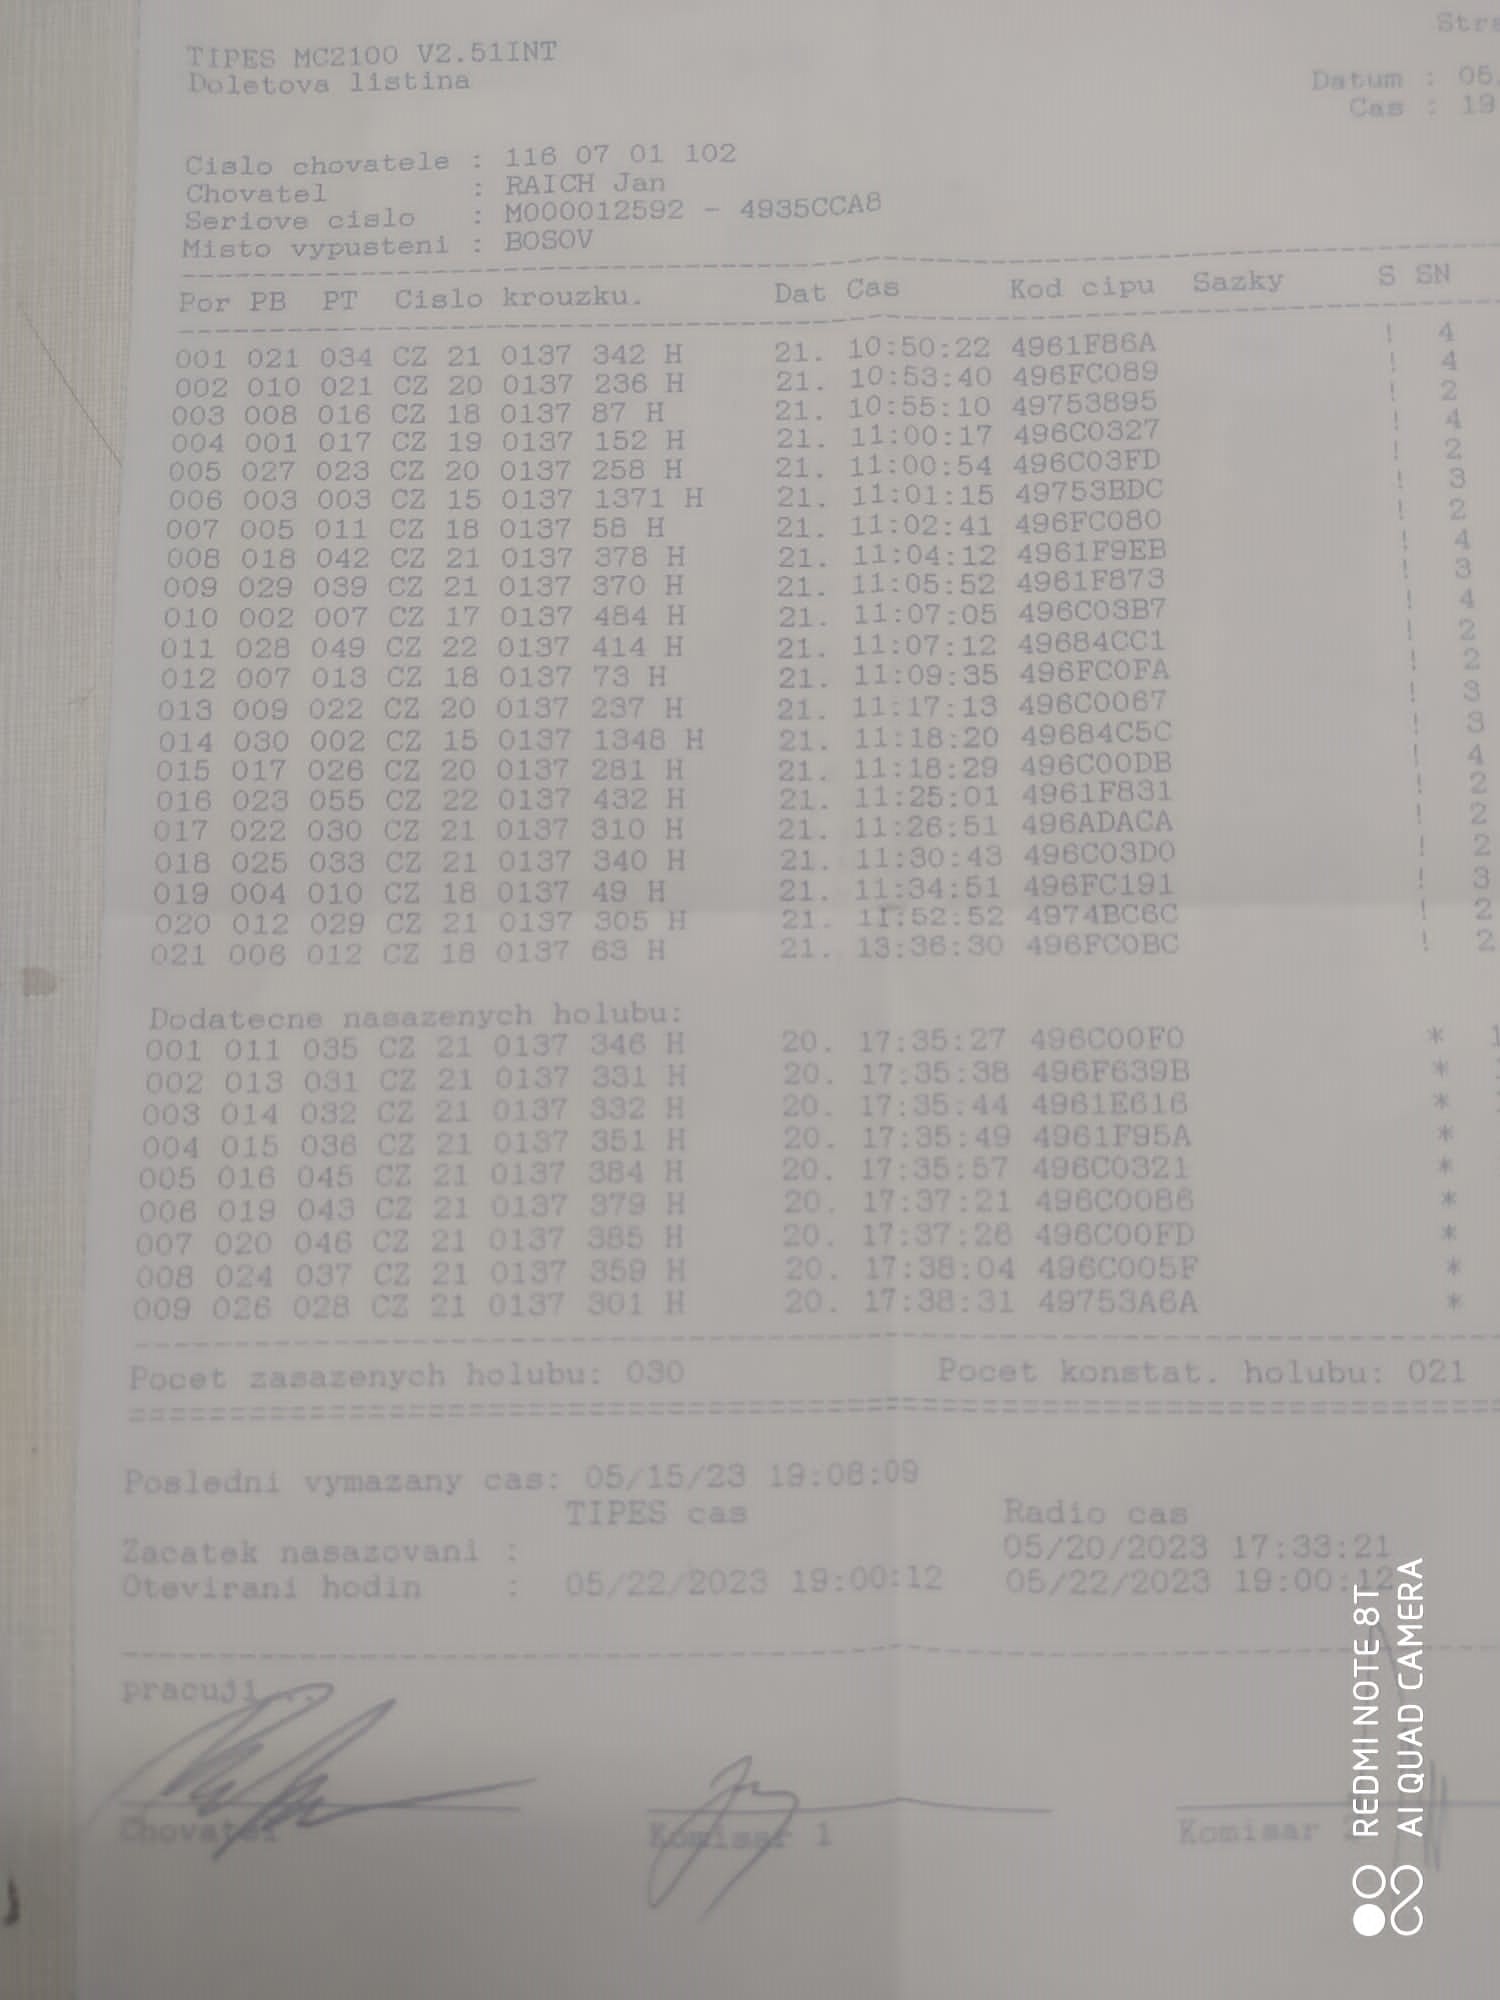 Stra
TIPES MC2100 V2.51INT
Doletova listina
Datum : 05
Cas : 19
Cislo chovatele : 116 07 01 102
Chovatel : RAICH Jan
Seriove cislo : M000012592 - 4935CCA8
Misto vypusteni : BOSOV
Por PB PT Cislo krouzku. Dat Cas Kod cipu Sazky S SN
001 021 034 CZ 21 0137 342 H 21. 10:50:22 4961F86A ! 4
002 010 021 CZ 20 0137 236 H 21. 10:53:40 496FC089 ! 4
003 008 016 CZ 18 0137 87 H 21. 10:55:10 49753895 ! 2
004 001 017 CZ 19 0137 152 H 21. 11:00:17 496C0327 ! 4
005 027 023 CZ 20 0137 258 H 21. 11:00:54 496C03FD ! 2
006 003 003 CZ 15 0137 1371 H 21. 11:01:15 49753BDC ! 3
007 005 011 CZ 18 0137 58 H 21. 11:02:41 496FC080 ! 2
008 018 042 CZ 21 0137 378 H 21. 11:04:12 4961F9EB ! 4
009 029 039 CZ 21 0137 370 H 21. 11:05:52 4961F873 ! 3
010 002 007 CZ 17 0137 484 H 21. 11:07:05 496C03B7 ! 4
011 028 049 CZ 22 0137 414 H 21. 11:07:12 49684CC1 ! 2
012 007 013 CZ 18 0137 73 H 21. 11:09:35 496FC0FA ! 2
013 009 022 CZ 20 0137 237 H 21. 11:17:13 496C0067 ! 3
014 030 002 CZ 15 0137 1348 H 21. 11:18:20 49684C5C ! 3
015 017 026 CZ 20 0137 281 H 21. 11:18:29 496C00DB ! 4
016 023 055 CZ 22 0137 432 H 21. 11:25:01 4961F831 ! 2
017 022 030 CZ 21 0137 310 H 21. 11:26:51 496ADACA ! 2
018 025 033 CZ 21 0137 340 H 21. 11:30:43 496C03D0 ! 2
019 004 010 CZ 18 0137 49 H 21. 11:34:51 496FC191 ! 3
020 012 029 CZ 21 0137 305 H 21. 11:52:52 4974BC6C ! 2
021 006 012 CZ 18 0137 63 H 21. 13:36:30 496FC0BC ! 2
Dodatecne nasazenych holubu:
001 011 035 CZ 21 0137 346 H 20. 17:35:27 496C00F0 * 1
002 013 031 CZ 21 0137 331 H 20. 17:35:38 496F639B *
003 014 032 CZ 21 0137 332 H 20. 17:35:44 4961E616 *
004 015 036 CZ 21 0137 351 H 20. 17:35:49 4961F95A *
005 016 045 CZ 21 0137 384 H 20. 17:35:57 496C0321 *
006 019 043 CZ 21 0137 379 H 20. 17:37:21 496C0086 *
007 020 046 CZ 21 0137 385 H 20. 17:37:26 496C00FD *
008 024 037 CZ 21 0137 359 H 20. 17:38:04 496C005F *
009 026 028 CZ 21 0137 301 H 20. 17:38:31 49753A6A *
Pocet zasazenych holubu: 030 Pocet konstat. holubu: 021
Posledni vymazany cas: 05/15/23 19:08:09
TIPES cas Radio cas
Zacatek nasazovani : 05/20/2023 17:33:21
Otevirani hodin : 05/22/2023 19:00:12 05/22/2023 19:00:12
pracuji...
Chovatel Komisar 1 Komisar
REDMI NOTE 8T
AI QUAD CAMERA